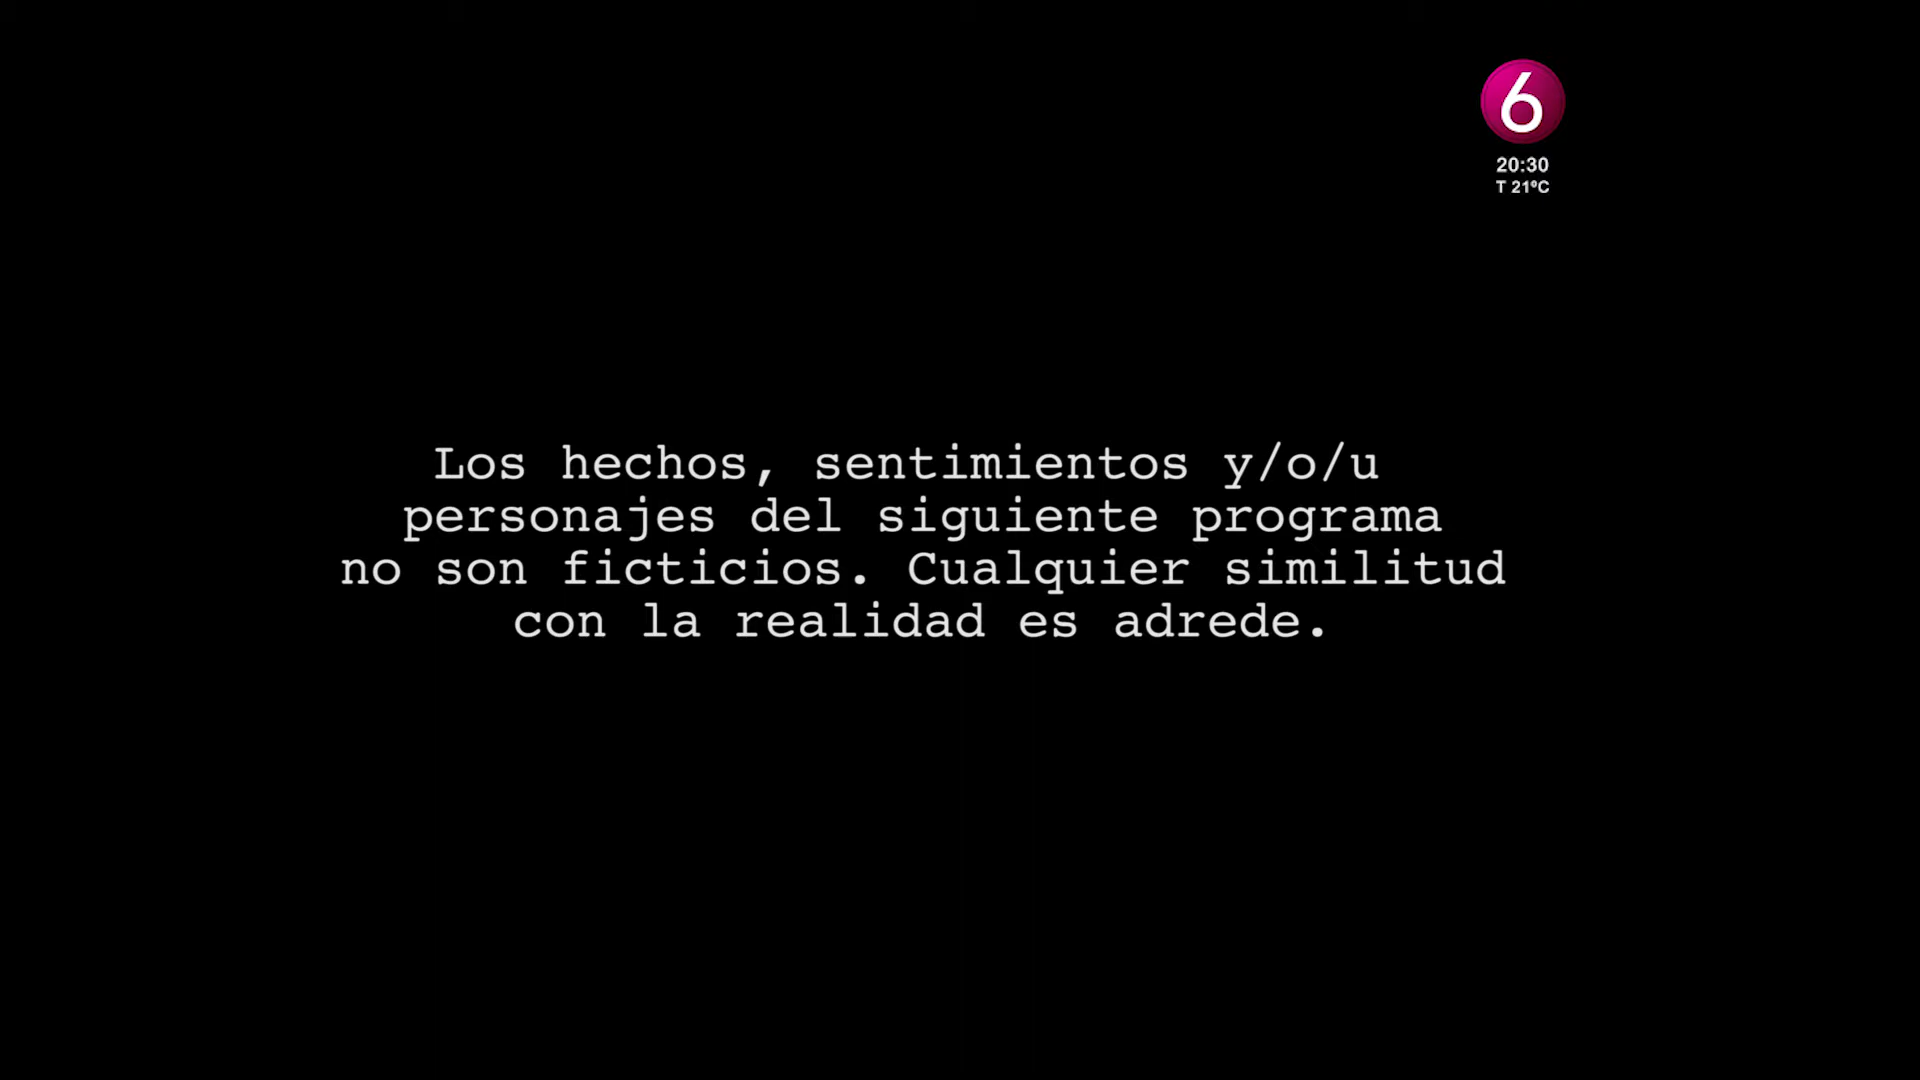 6
20:30
T 21ºC
Los hechos, sentimientos y/o/u
personajes del siguiente programa
no son ficticios. Cualquier similitud
con la realidad es adrede.